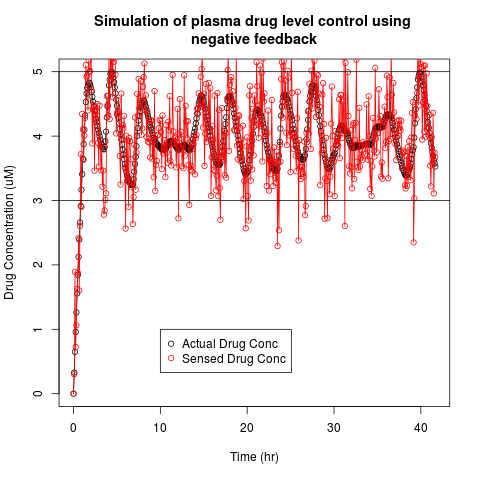 Simulation of plasma drug level control using
negative feedback
Drug Concentration (uM)
5
4
3
2
1
0
Actual Drug Conc
Sensed Drug Conc
0 10 20 30 40
Time (hr)